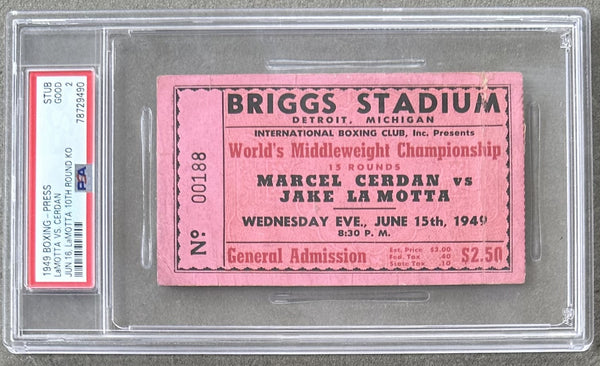 1949 BOXING - PRESS
LaMOTTA VS. CERDAN
JUN.16, LaMOTTA 10TH ROUND KO
STUB
GOOD 2
78729490
PSA
Nº 00188
BRIGGS STADIUM
DETROIT, MICHIGAN
INTERNATIONAL BOXING CLUB, Inc. Presents
World's Middleweight Championship
15 ROUNDS
MARCEL CERDAN vs
JAKE LAMOTTA
WEDNESDAY EVE., JUNE 15th, 1949
8:30 P. M.
General Admission
Est. Price $2.00
Fed. Tax .40
State Tax .10
$2.50